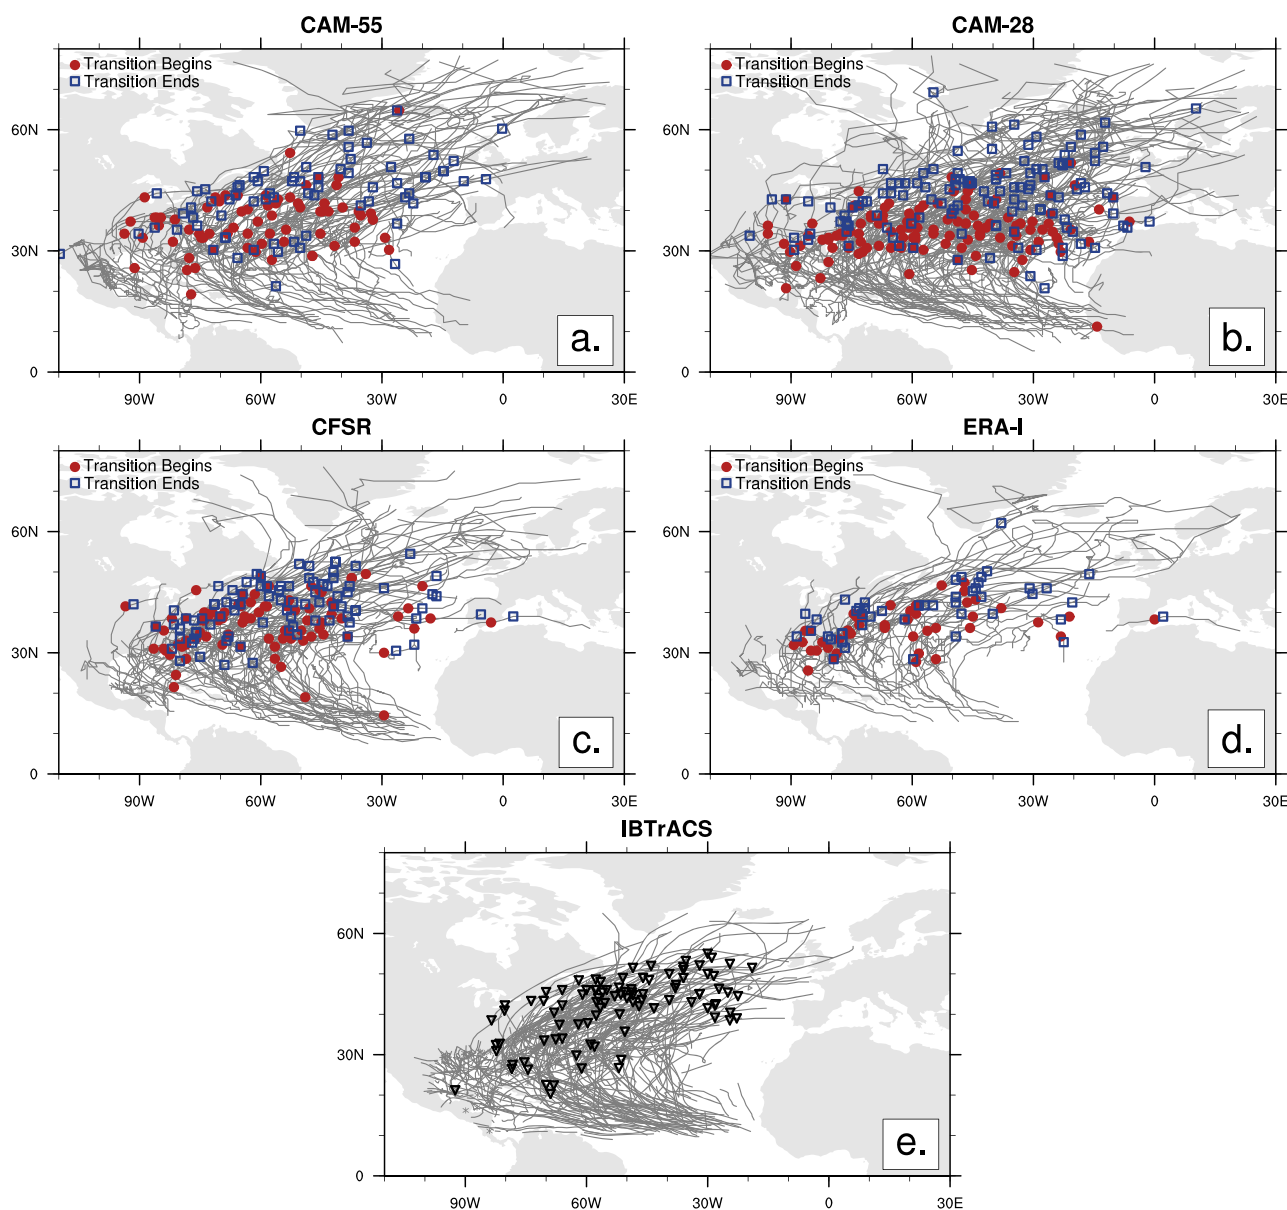 CAM-55
CAM-28
Transition Begins
Transition Ends
Transition Begins
Transition Ends
60N
30N
0
60N
30N
0
a.
b.
90W 60W 30W 0 30E
90W 60W 30W 0 30E
CFSR
ERA-I
Transition Begins
Transition Ends
Transition Begins
Transition Ends
60N
30N
0
60N
30N
0
c.
d.
90W 60W 30W 0 30E
90W 60W 30W 0 30E
IBTrACS
60N
30N
0
e.
90W 60W 30W 0 30E